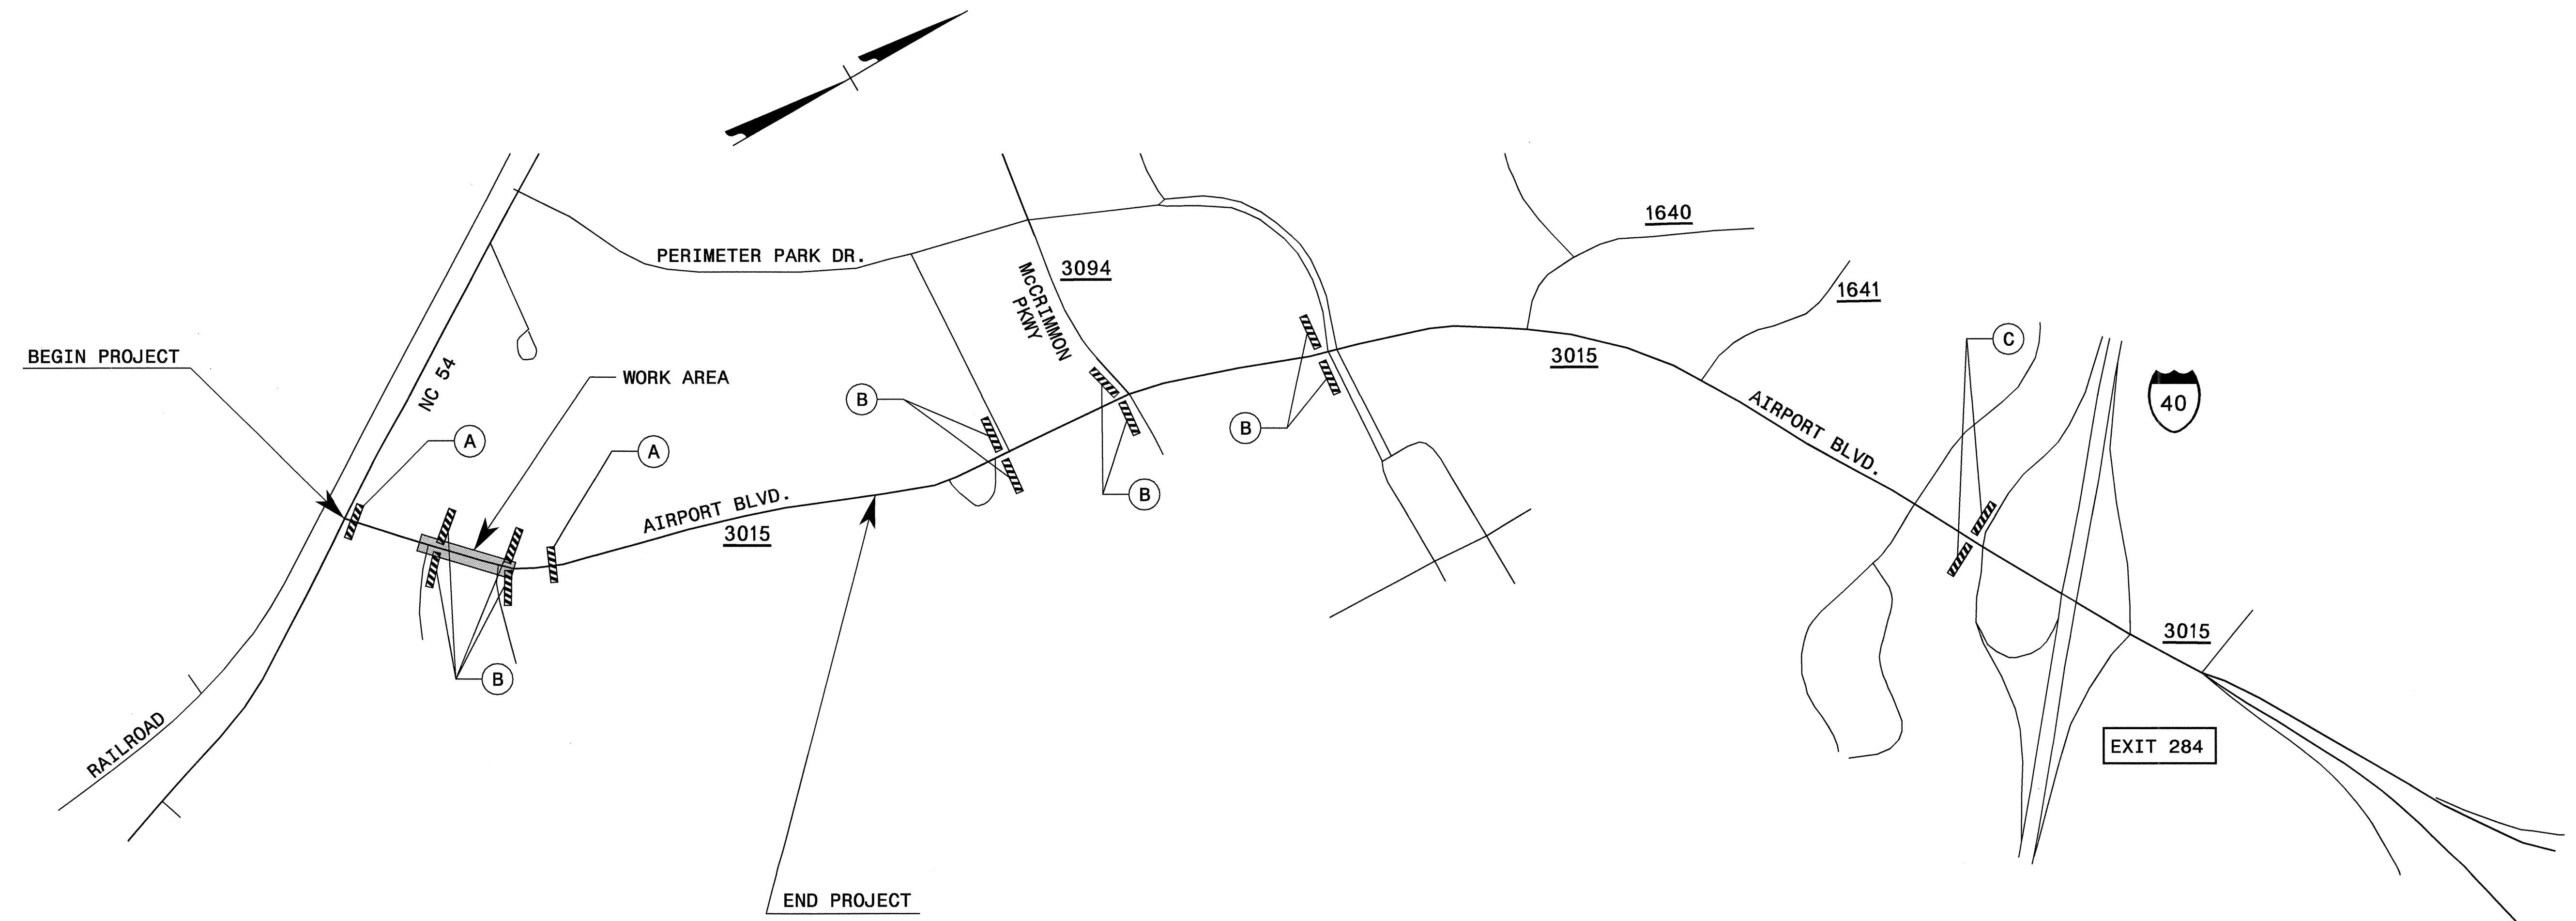 1640
PERIMETER PARK DR.
3094
McCRIMMON
PKWY
1641
BEGIN PROJECT
NC 54
WORK AREA
3015
C
40
A
A
B
B
B
B
AIRPORT BLVD.
AIRPORT BLVD.
3015
3015
B
RAILROAD
EXIT 284
END PROJECT